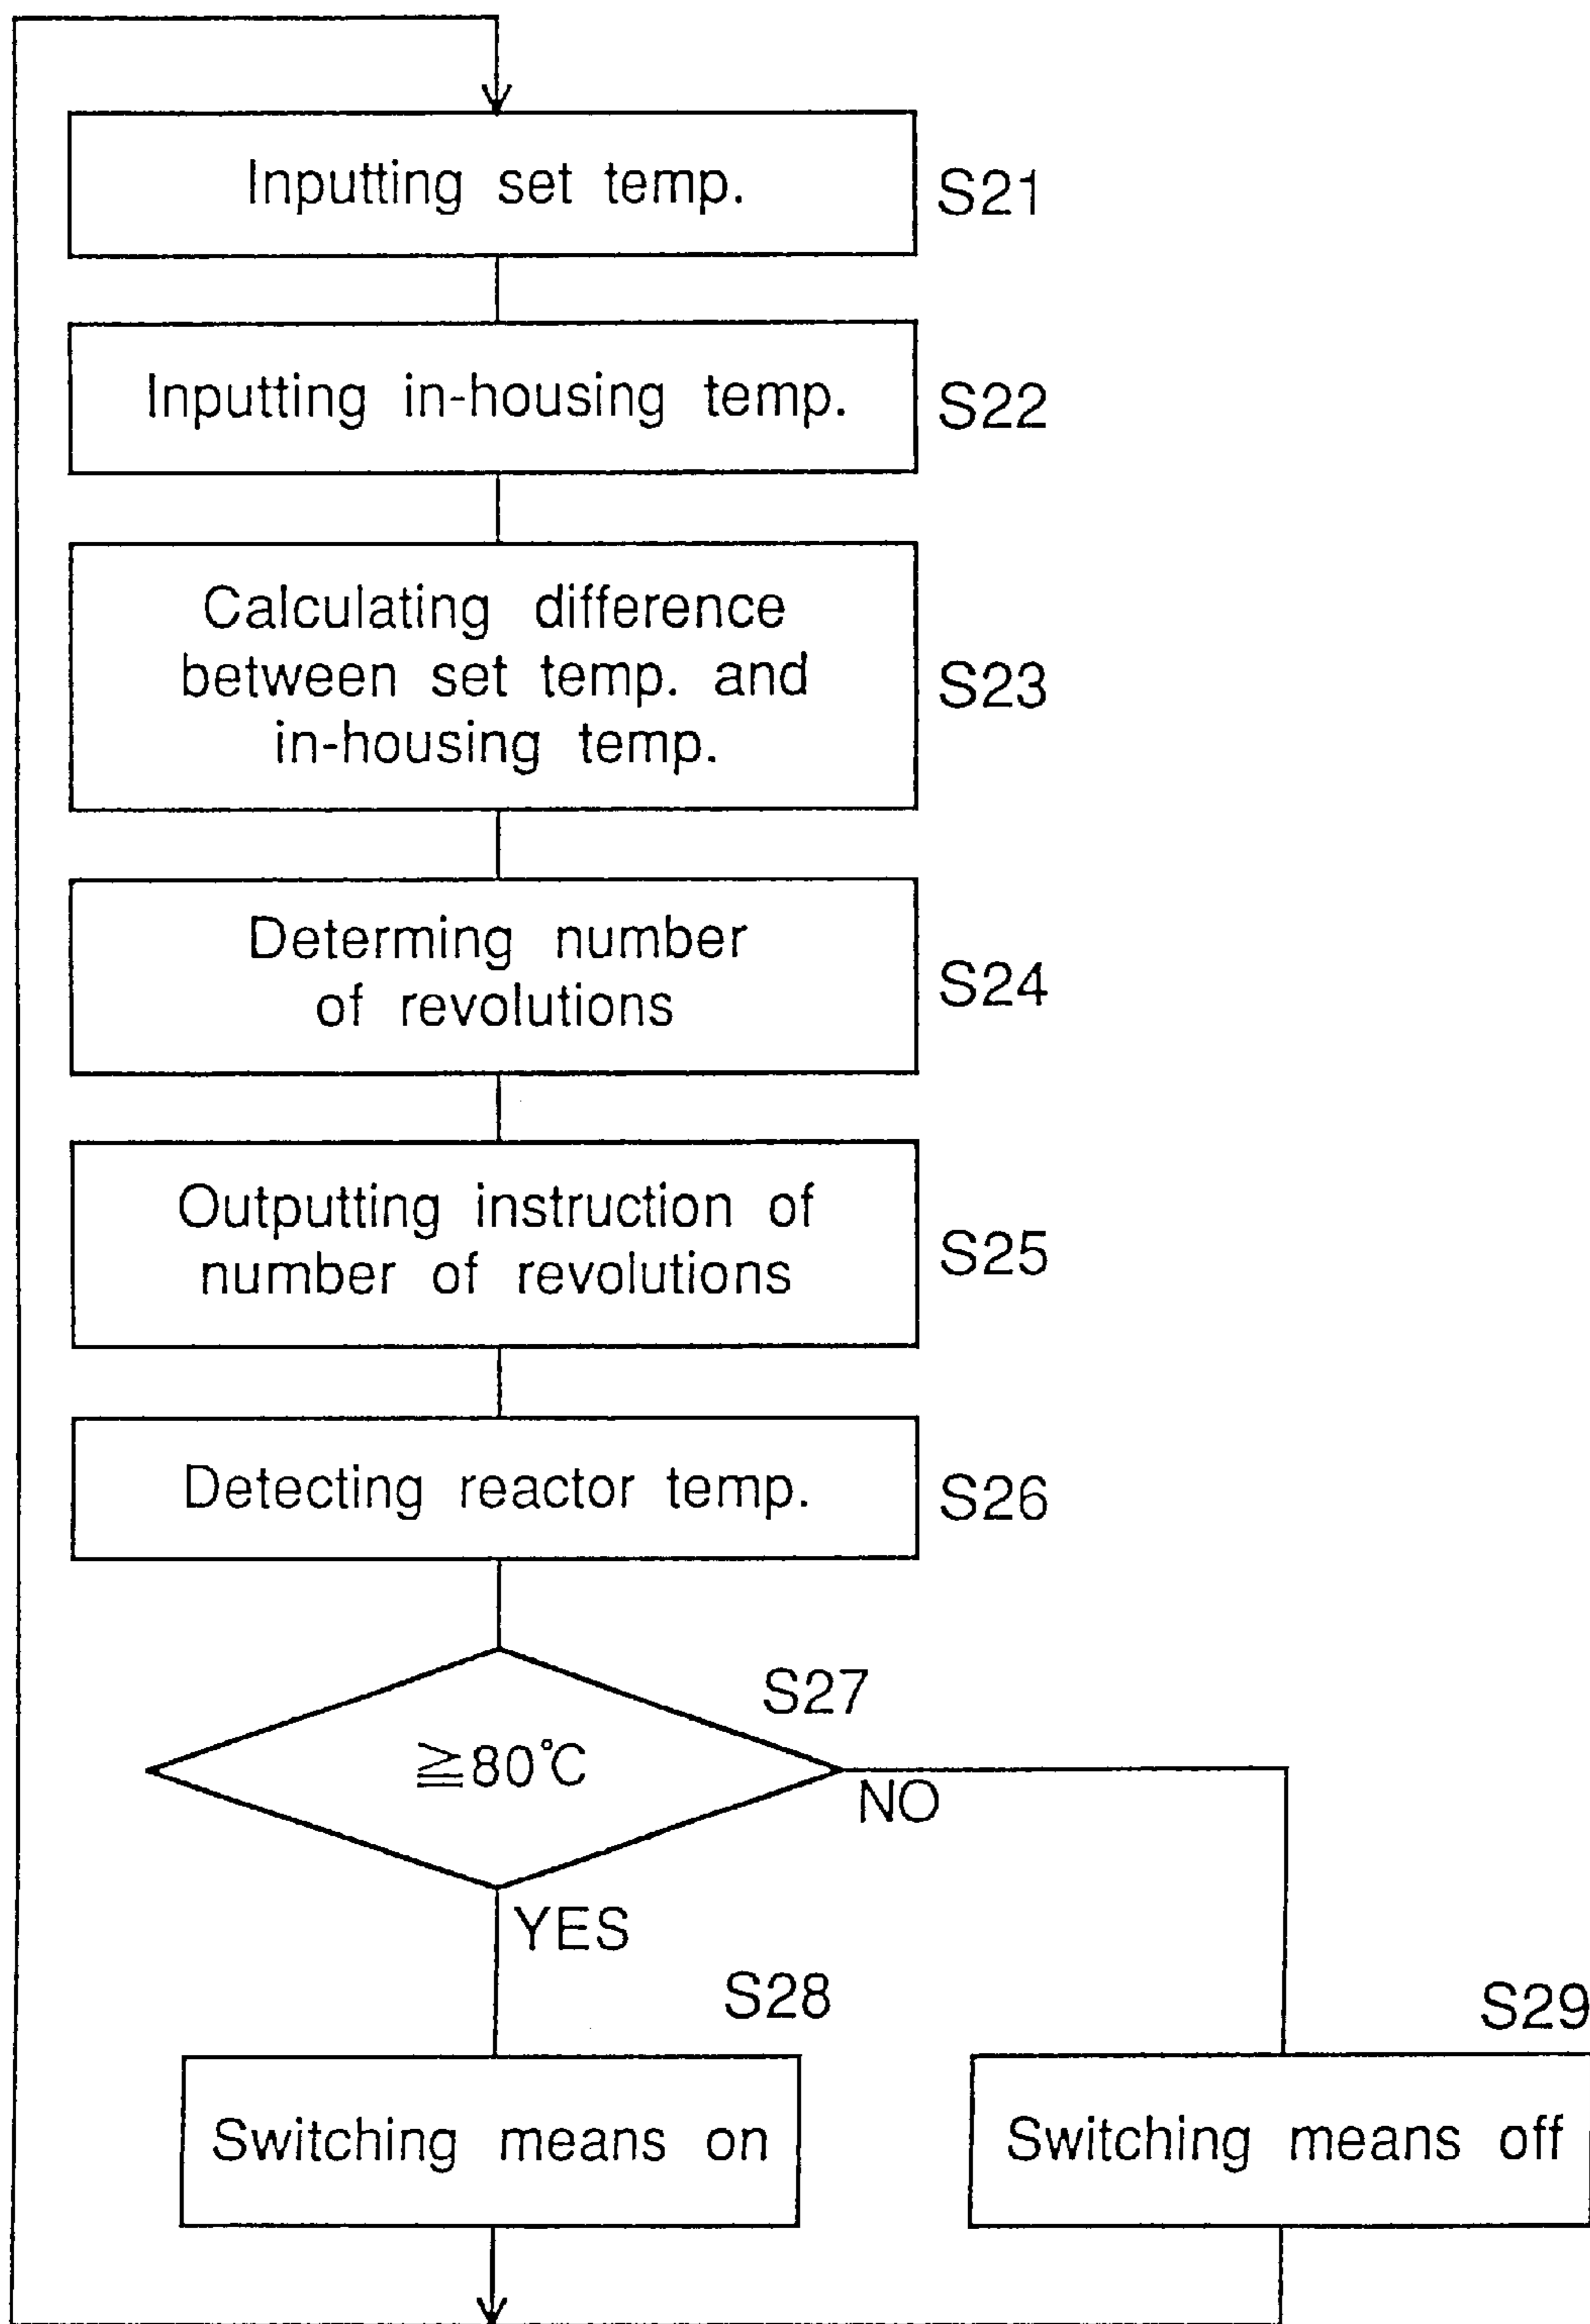 Inputting set temp.
S21
Inputting in-housing temp.
S22
Calculating difference
between set temp. and
in-housing temp.
S23
Determing number
of revolutions
S24
Outputting instruction of
number of revolutions
S25
Detecting reactor temp.
S26
S27
≧80°C
NO
YES
S28
S29
Switching means on
Switching means off